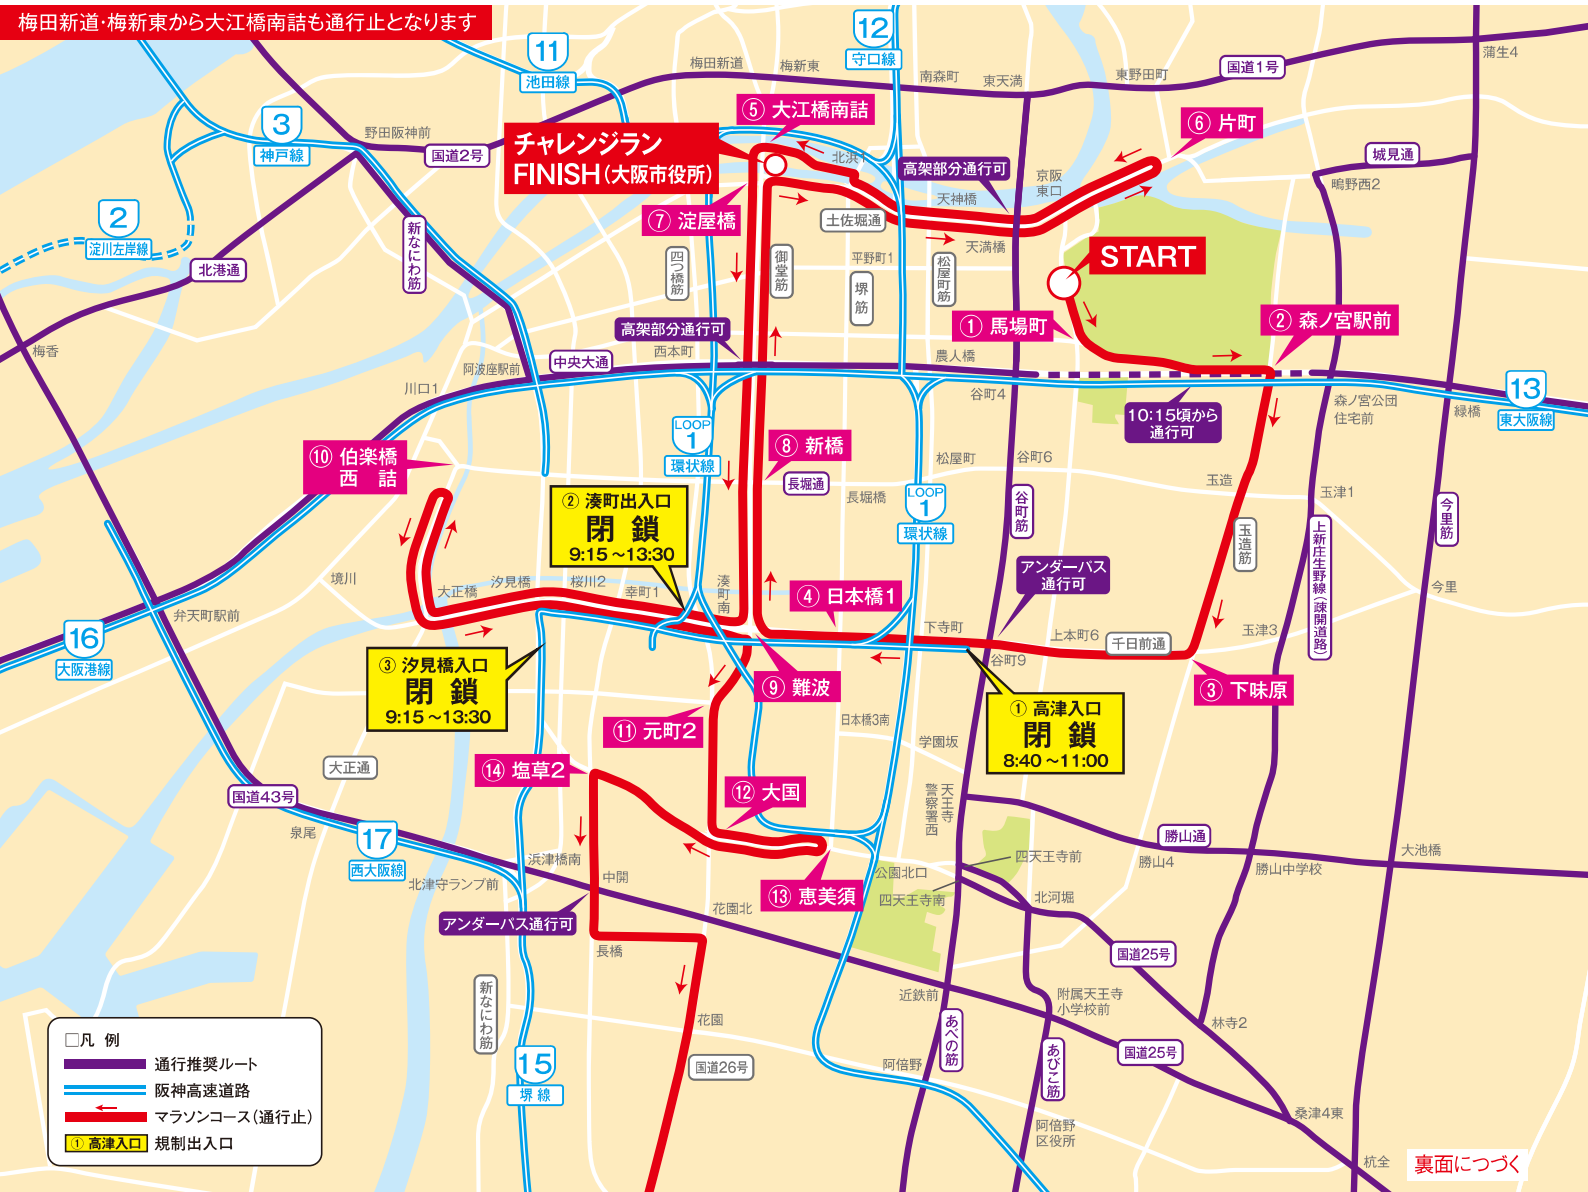 梅田新道・梅新東から大江橋南詰も通行止となります
11
池田線
12
守口線
梅田新道
梅新東
南森町
東天満
東野田町
国道1号
蒲生4
3
神戸線
野田阪神前
国道2号
チャレンジラン
FINISH(大阪市役所)
⑤ 大江橋南詰
⑥ 片町
北浜1
高架部分通行可
京阪
東口
城見通
鴫野西2
2
淀川左岸線
北港通
新なにわ筋
⑦ 淀屋橋
土佐堀通
天神橋
天満橋
START
四つ橋筋
御堂筋
平野町1
堺筋
松屋町筋
① 馬場町
② 森ノ宮駅前
高架部分通行可
西本町
中央大通
農人橋
梅香
川口1
阿波座駅前
谷町4
10:15頃から
通行可
森ノ宮公団
住宅前
緑橋
13
東大阪線
LOOP
1
環状線
⑩ 伯楽橋
西 詰
⑧ 新橋
長堀通
長堀橋
松屋町
谷町6
玉造
玉津1
② 湊町出入口
閉 鎖
9:15～13:30
LOOP
1
環状線
谷町筋
玉造筋
上新庄生野線(疎開道路)
今里筋
今里
境川
大正橋
汐見橋
桜川2
幸町1
湊町南
④ 日本橋1
アンダーパス
通行可
弁天町駅前
16
大阪港線
下寺町
上本町6
千日前通
玉津3
谷町9
③ 汐見橋入口
閉 鎖
9:15～13:30
⑨ 難波
① 高津入口
閉 鎖
8:40～11:00
③ 下味原
⑪ 元町2
日本橋3南
学園坂
大正通
⑭ 塩草2
⑫ 大国
国道43号
天王寺
警察署西
泉尾
17
西大阪線
浜津橋南
北津守ランプ前
中開
勝山通
勝山4
勝山中学校
大池橋
四天王寺前
公園北口
四天王寺南
⑬ 恵美須
花園北
アンダーパス通行可
長橋
北河堀
国道25号
近鉄前
附属天王寺
小学校前
新なにわ筋
花園
あべの筋
林寺2
15
堺 線
国道26号
阿倍野
あびこ筋
国道25号
桑津4東
阿倍野
区役所
杭全
□凡 例
通行推奨ルート
阪神高速道路
マラソンコース(通行止)
① 高津入口
規制出入口
裏面につづく